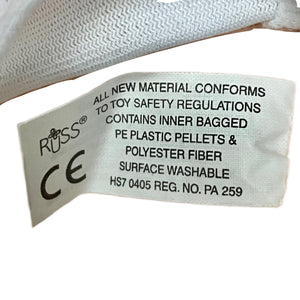 RUSS®
CE
ALL NEW MATERIAL CONFORMS
TO TOY SAFETY REGULATIONS
CONTAINS INNER BAGGED
PE PLASTIC PELLETS &
POLYESTER FIBER
SURFACE WASHABLE
HS7 0405 REG. NO. PA 259